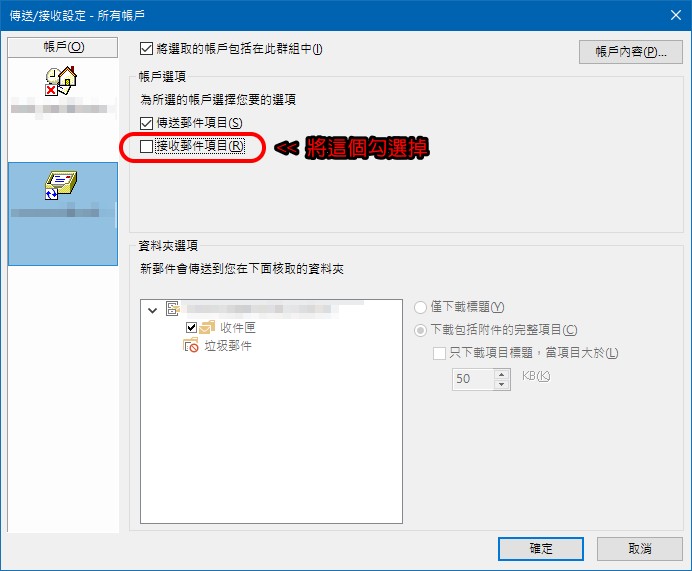 傳送/接收設定 - 所有帳戶
帳戶(O)
將選取的帳戶包括在此群組中(I)
帳戶內容(P)...
帳戶選項
為所選的帳戶選擇您要的選項
傳送郵件項目(S)
接收郵件項目(R)
<< 將這個勾選掉
資料夾選項
新郵件會傳送到您在下面核取的資料夾
收件匣
垃圾郵件
僅下載標題(Y)
下載包括附件的完整項目(C)
只下載項目標題，當項目大於(L)
50
KB(K)
確定
取消